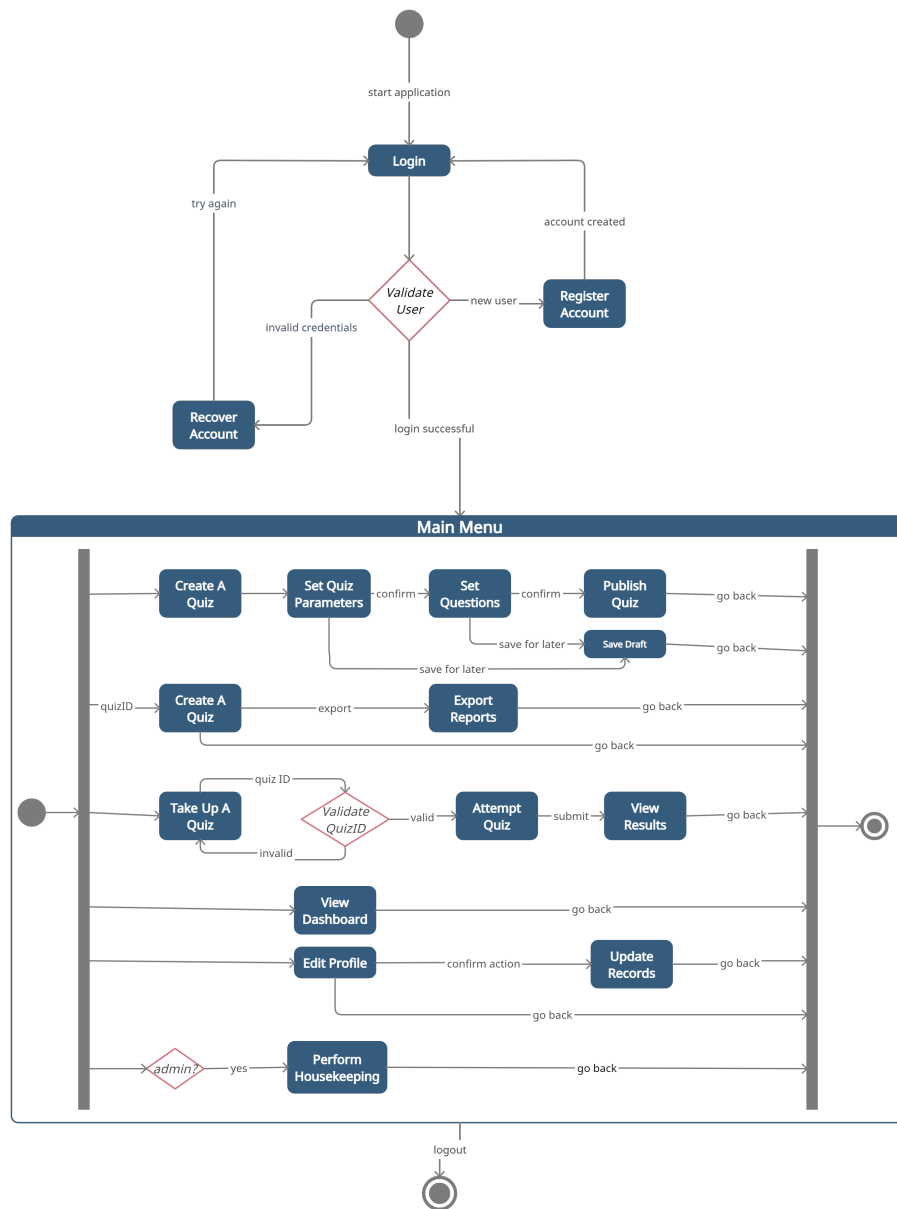 start application
Login
try again
account created
Validate
User
new user
Register
Account
invalid credentials
Recover
Account
login successful
Main Menu
Create A
Quiz
Set Quiz
Parameters
confirm
Set
Questions
confirm
Publish
Quiz
go back
save for later
Save Draft
go back
save for later
quizID
Create A
Quiz
export
Export
Reports
go back
go back
quiz ID
Take Up A
Quiz
Validate
QuizID
valid
Attempt
Quiz
submit
View
Results
go back
invalid
View
Dashboard
go back
Edit Profile
confirm action
Update
Records
go back
go back
admin?
yes
Perform
Housekeeping
go back
logout